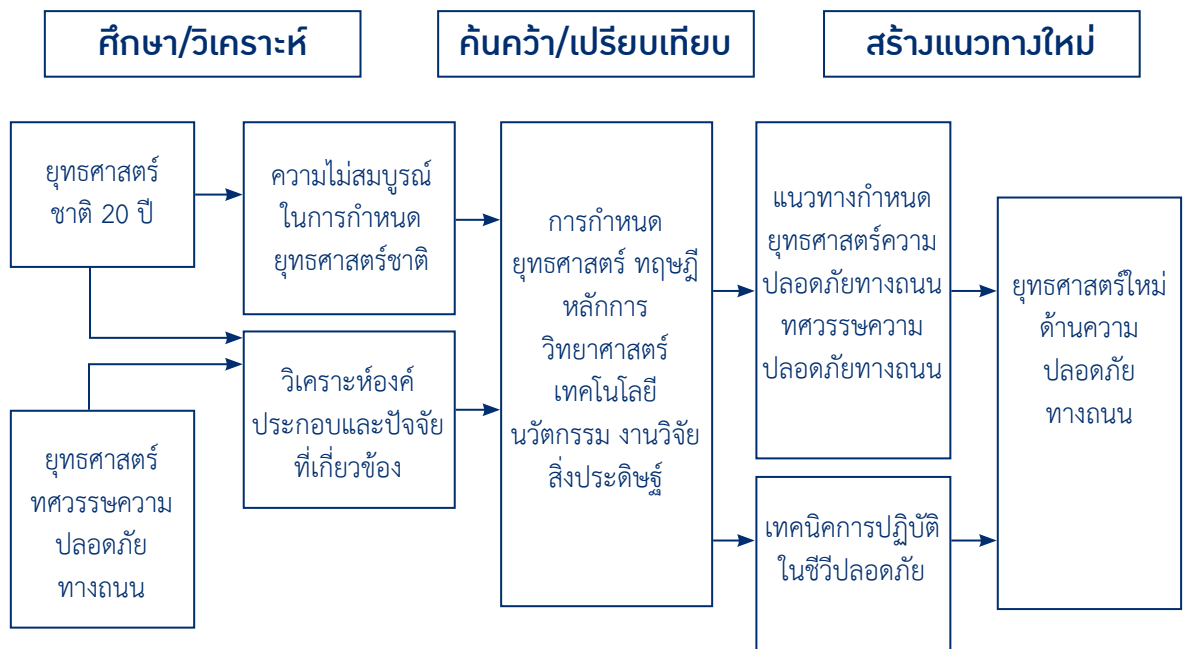 ศึกษา/วิเคราะห์
ค้นคว้า/เปรียบเทียบ
สร้างแนวทางใหม่
ยุทธศาสตร์
ชาติ 20 ปี
ยุทธศาสตร์
ทศวรรษความ
ปลอดภัย
ทางถนน
ความไม่สมบูรณ์
ในการกำหนด
ยุทธศาสตร์ชาติ
วิเคราะห์องค์
ประกอบและปัจจัย
ที่เกี่ยวข้อง
การกำหนด
ยุทธศาสตร์ ทฤษฎี
หลักการ
วิทยาศาสตร์
เทคโนโลยี
นวัตกรรม งานวิจัย
สิ่งประดิษฐ์
แนวทางกำหนด
ยุทธศาสตร์ความ
ปลอดภัยทางถนน
ทศวรรษความ
ปลอดภัยทางถนน
เทคนิคการปฏิบัติ
ในชีวีปลอดภัย
ยุทธศาสตร์ใหม่
ด้านความ
ปลอดภัย
ทางถนน